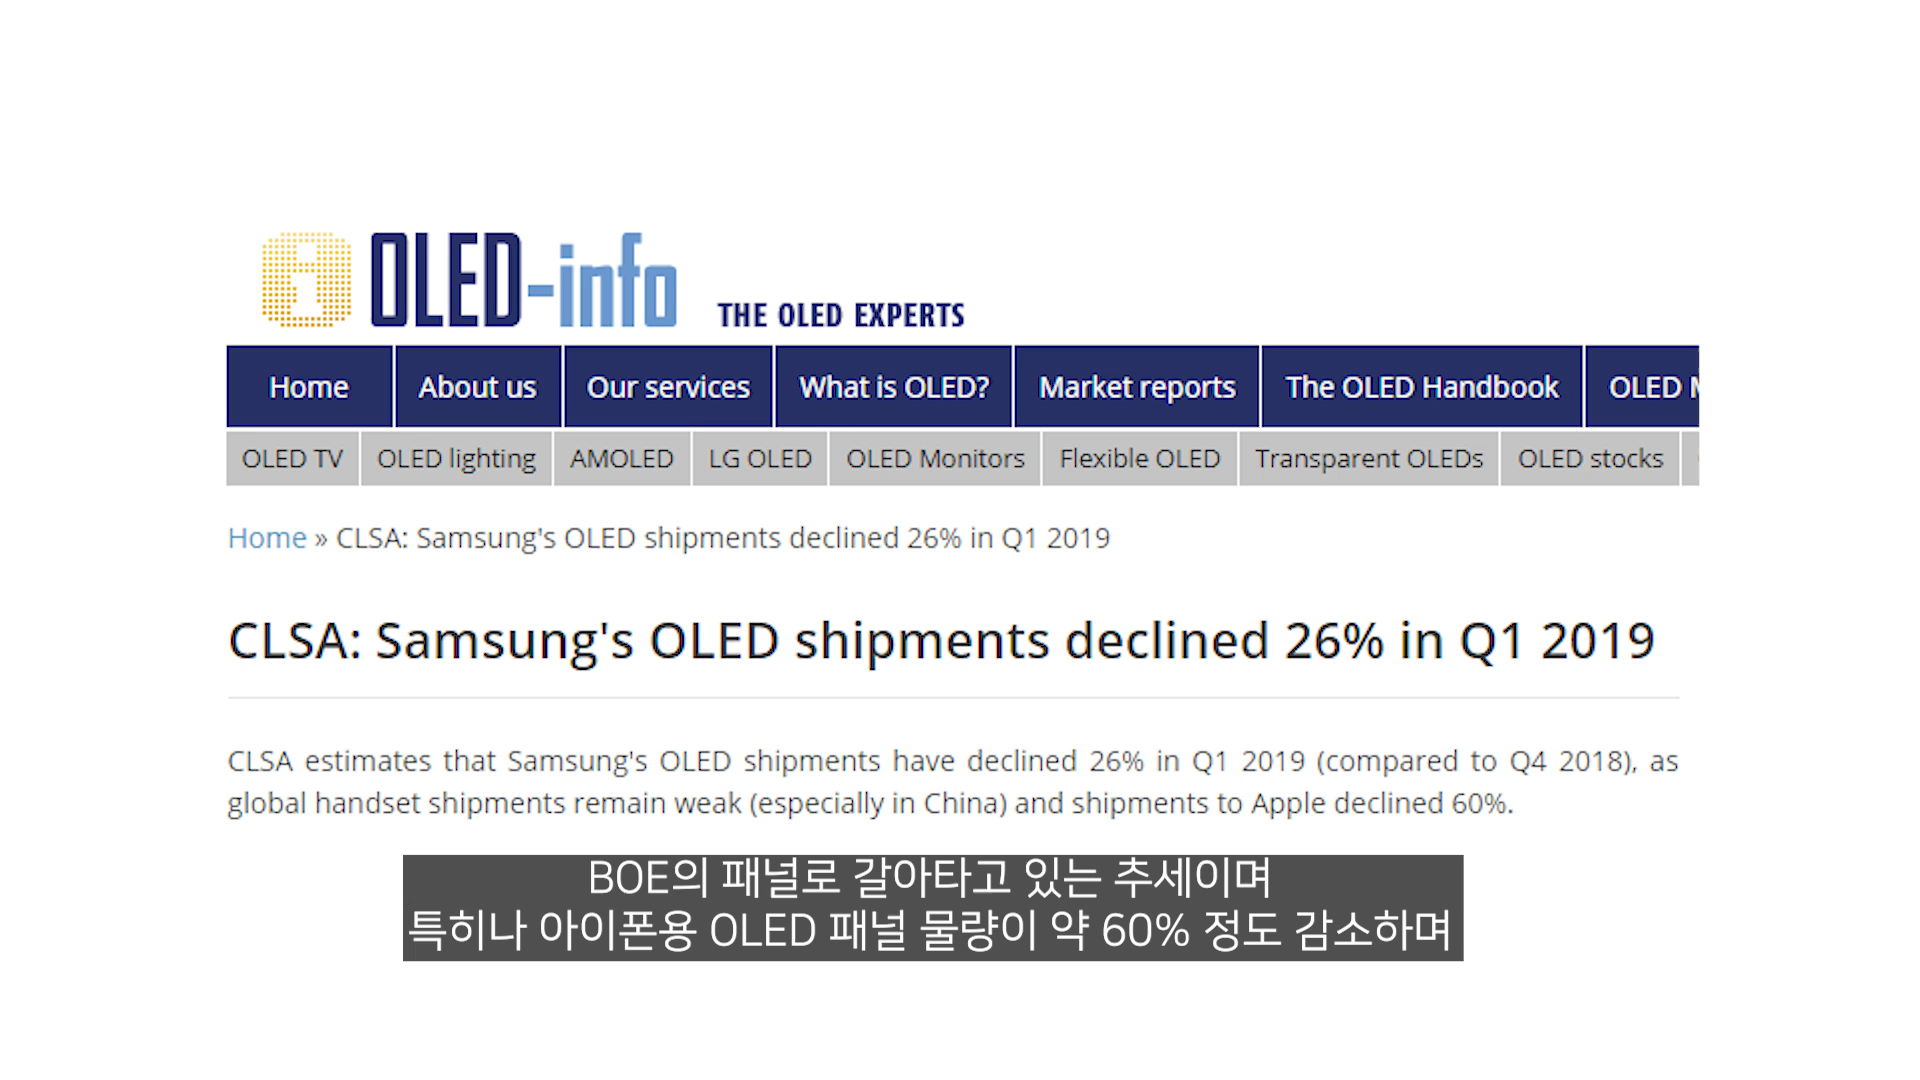 OLED-info THE OLED EXPERTS
Home About us Our services What is OLED? Market reports The OLED Handbook OLED
OLED TV OLED lighting AMOLED LG OLED OLED Monitors Flexible OLED Transparent OLEDs OLED stocks
Home » CLSA: Samsung's OLED shipments declined 26% in Q1 2019
CLSA: Samsung's OLED shipments declined 26% in Q1 2019
CLSA estimates that Samsung's OLED shipments have declined 26% in Q1 2019 (compared to Q4 2018), as
global handset shipments remain weak (especially in China) and shipments to Apple declined 60%.
BOE의 패널로 갈아타고 있는 추세이며
특히나 아이폰용 OLED 패널 물량이 약 60% 정도 감소하며